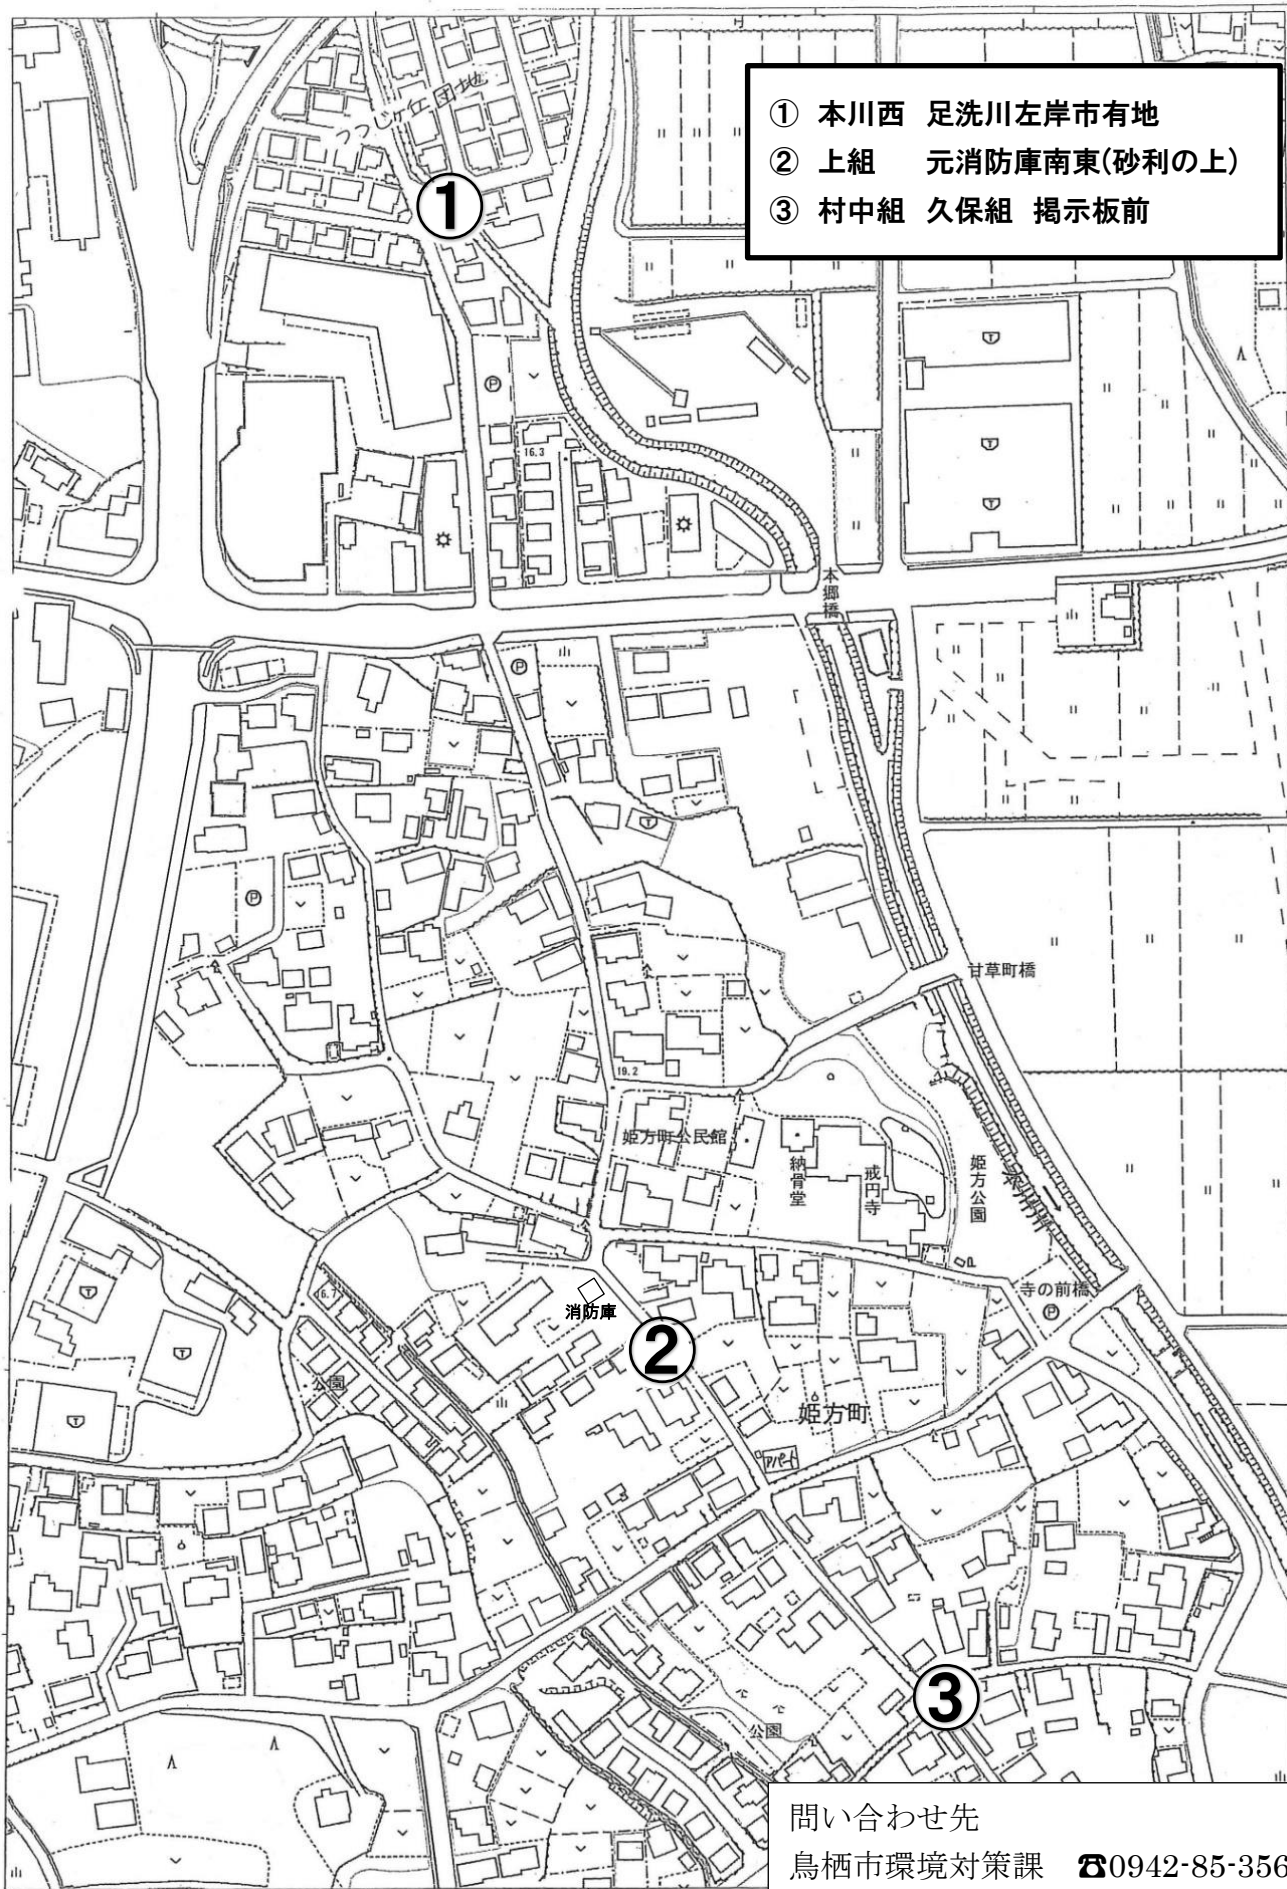 つつじヶ丘団地
① 本川西 足洗川左岸市有地
② 上組 元消防庫南東(砂利の上)
③ 村中組 久保組 掲示板前
①
16.3
本郷橋
甘草町橋
19.2
姫方町公民館
納骨堂
戒円寺
姫方公園
寺の前橋
消防庫
②
16.7
公園
姫方町
アパート
③
公園
問い合わせ先
鳥栖市環境対策課 ☎0942-85-356